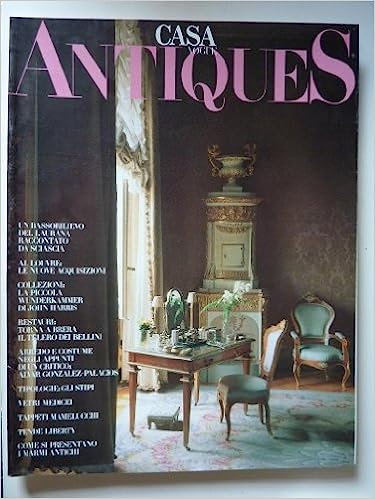 CASA
VOGUE
ANTIQUES
UN BASSORILIEVO
DEL LAURANA
RACCONTATO
DA SCIASCIA
AL LOUVRE:
LE NUOVE ACQUISIZIONI
COLLEZIONI:
LA PICCOLA
WUNDERKAMMER
DI JOHN HARRIS
RESTAURI:
TORNA A BRERA
IL TELERO DEI BELLINI
ARREDO E COSTUME
NEGLI APPUNTI
DI UN CRITICO:
ALVAR GONZALEZ-PALACIOS
TIPOLOGIE: GLI STIPI
VETRI MEDICEI
TAPPETI MAMELUCCHI
TENDE LIBERTY
COME SI PRESENTANO
I MARMI ANTICHI